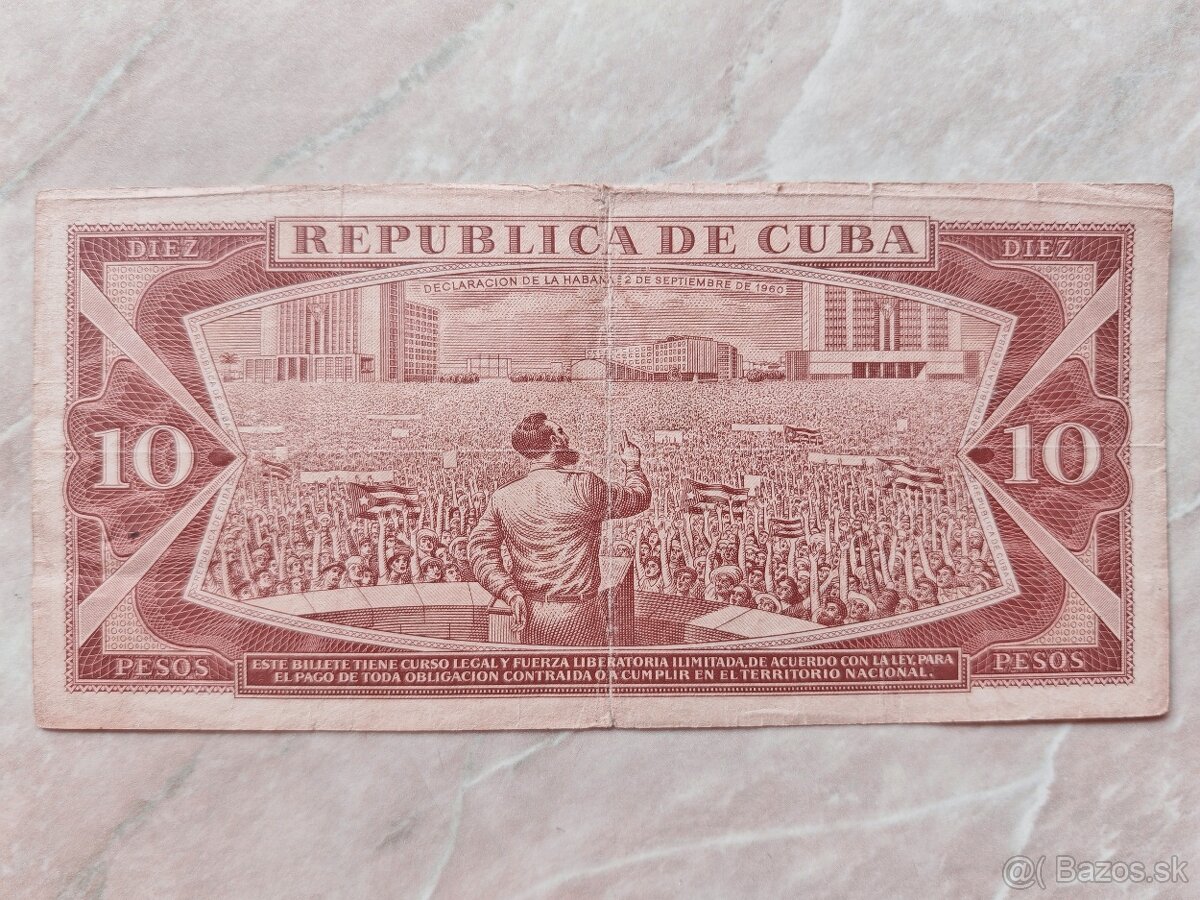 REPUBLICA DE CUBA
DIEZ
DIEZ
DECLARACION DE LA HABANA 2 DE SEPTIEMBRE DE 1960
10
10
PESOS
PESOS
ESTE BILLETE TIENE CURSO LEGAL Y FUERZA LIBERATORIA ILIMITADA, DE ACUERDO CON LA LEY, PARA
EL PAGO DE TODA OBLIGACION CONTRAIDA O A CUMPLIR EN EL TERRITORIO NACIONAL.
@( Bazos.sk